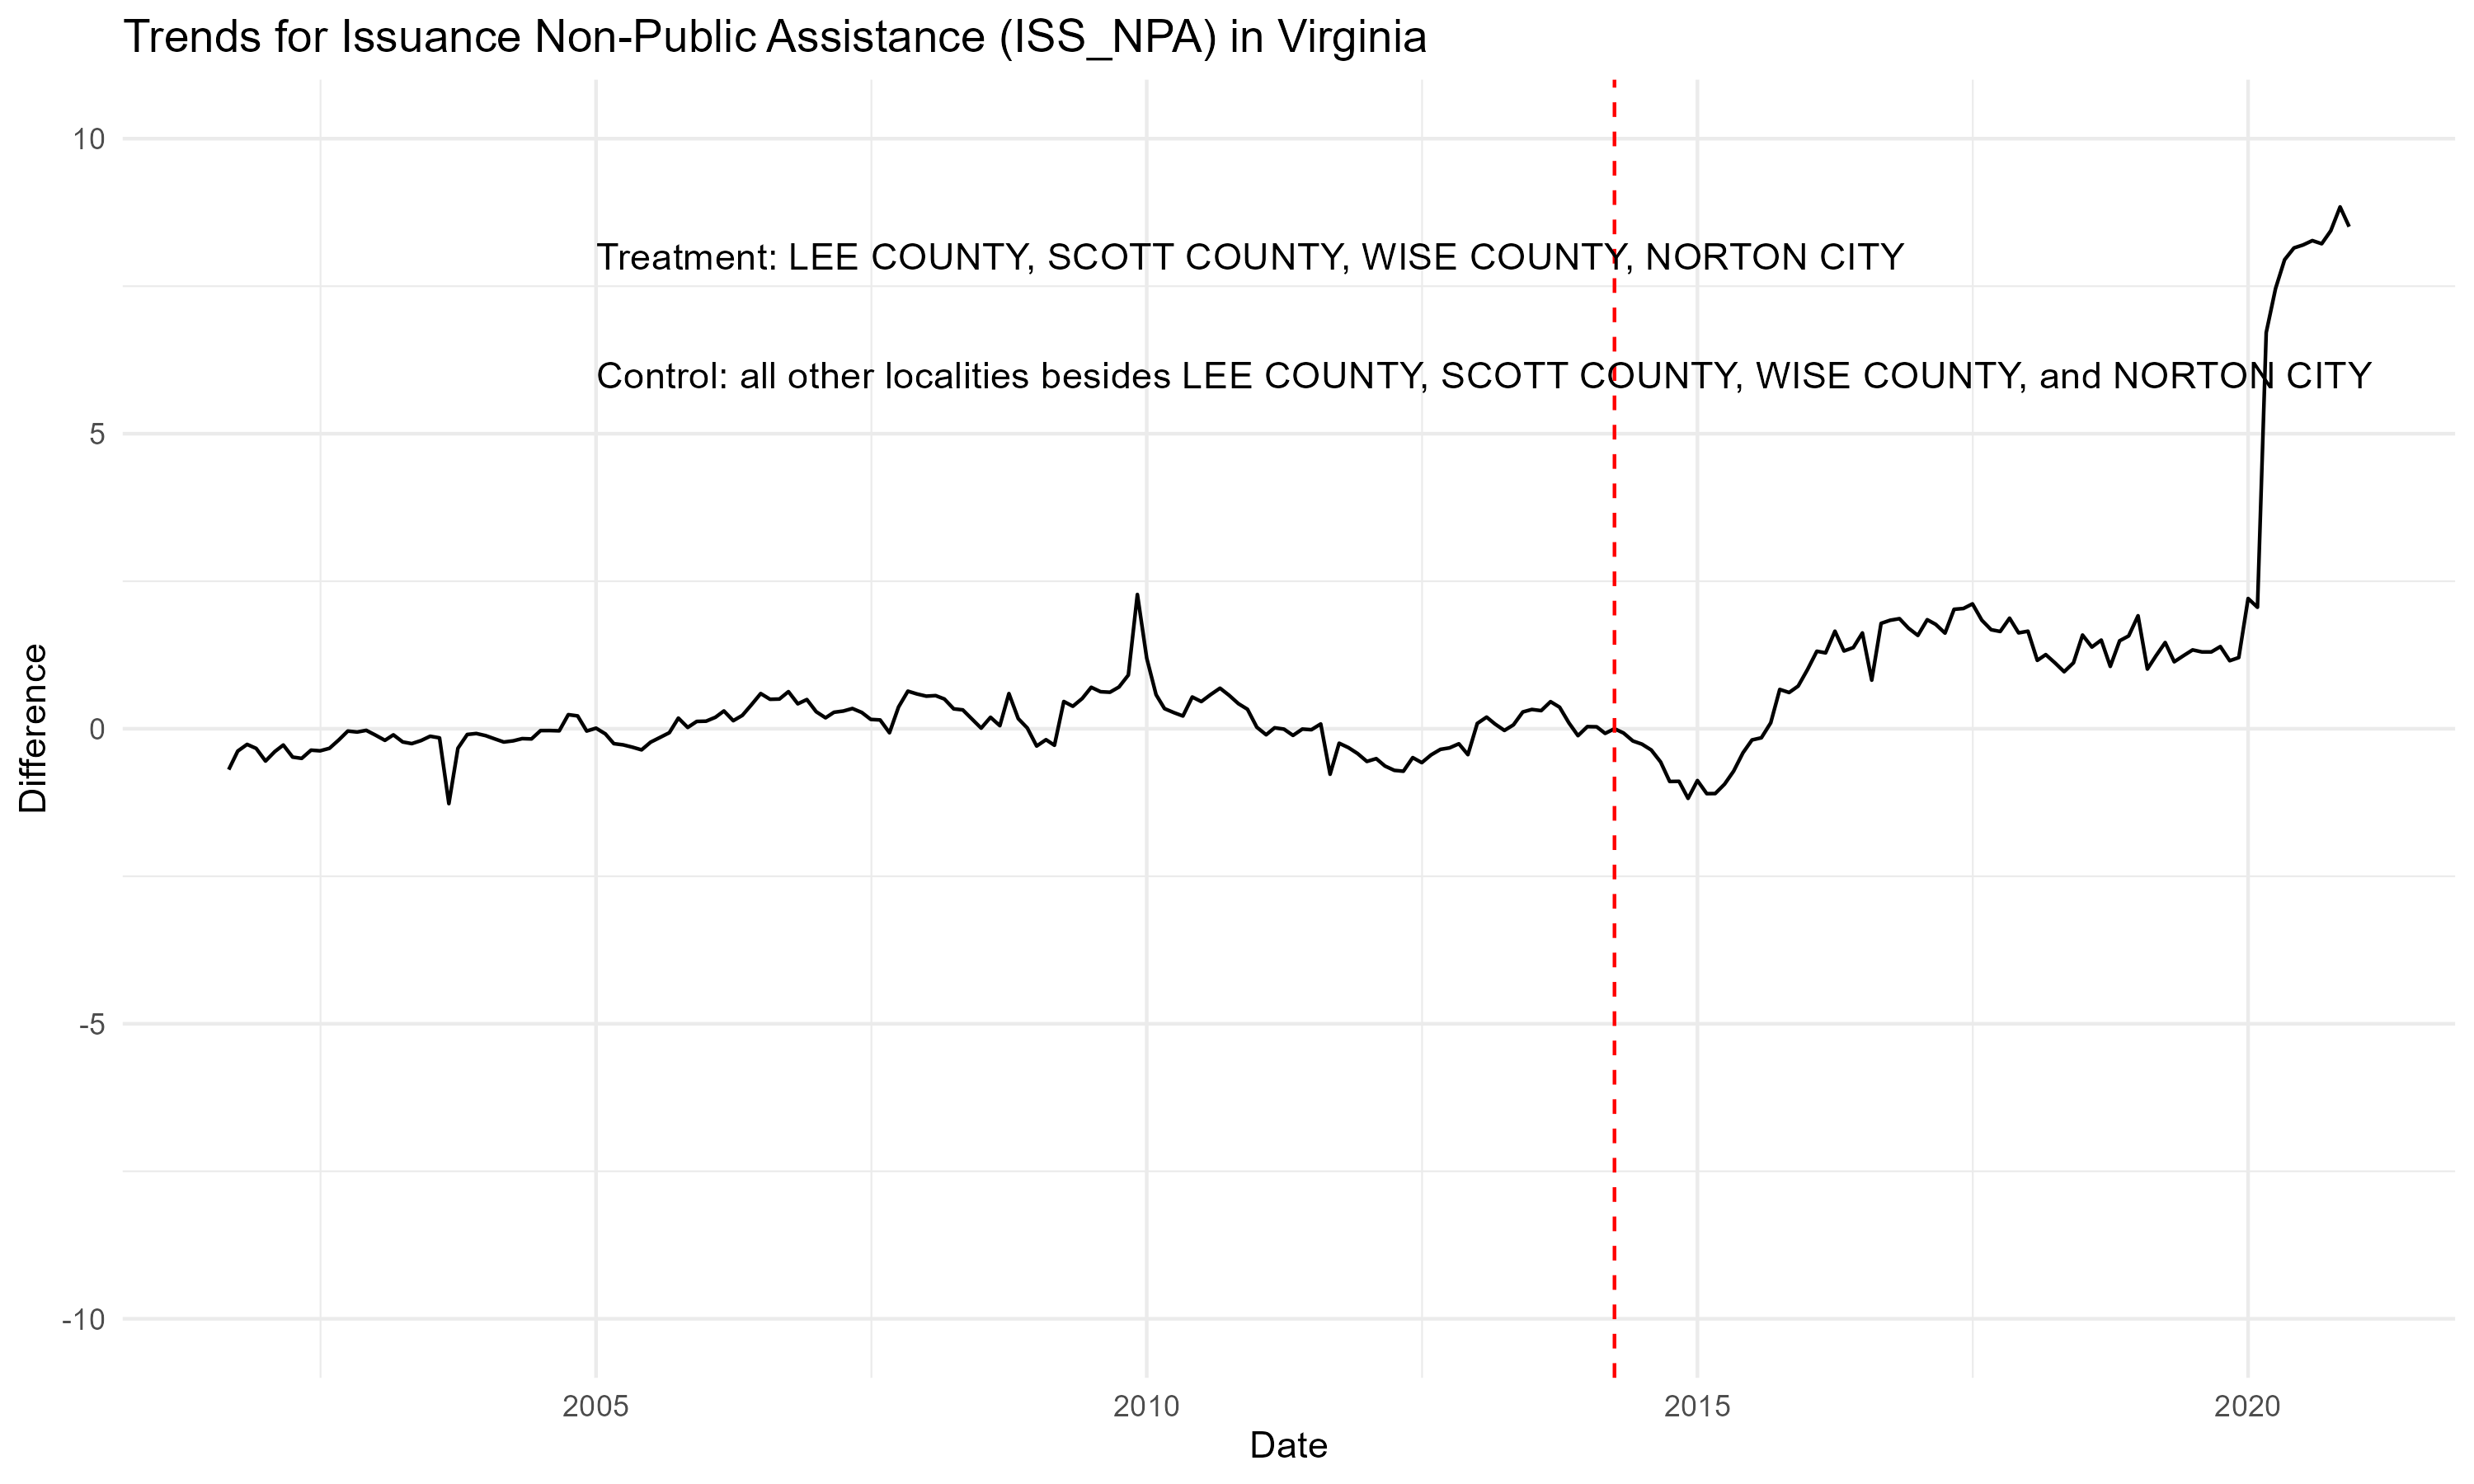 Trends for Issuance Non-Public Assistance (ISS_NPA) in Virginia
10
Treatment: LEE COUNTY, SCOTT COUNTY, WISE COUNTY, NORTON CITY
Control: all other localities besides LEE COUNTY, SCOTT COUNTY, WISE COUNTY, and NORTON CITY
5
0
Difference
-5
-10
2005 2010 2015 2020
Date